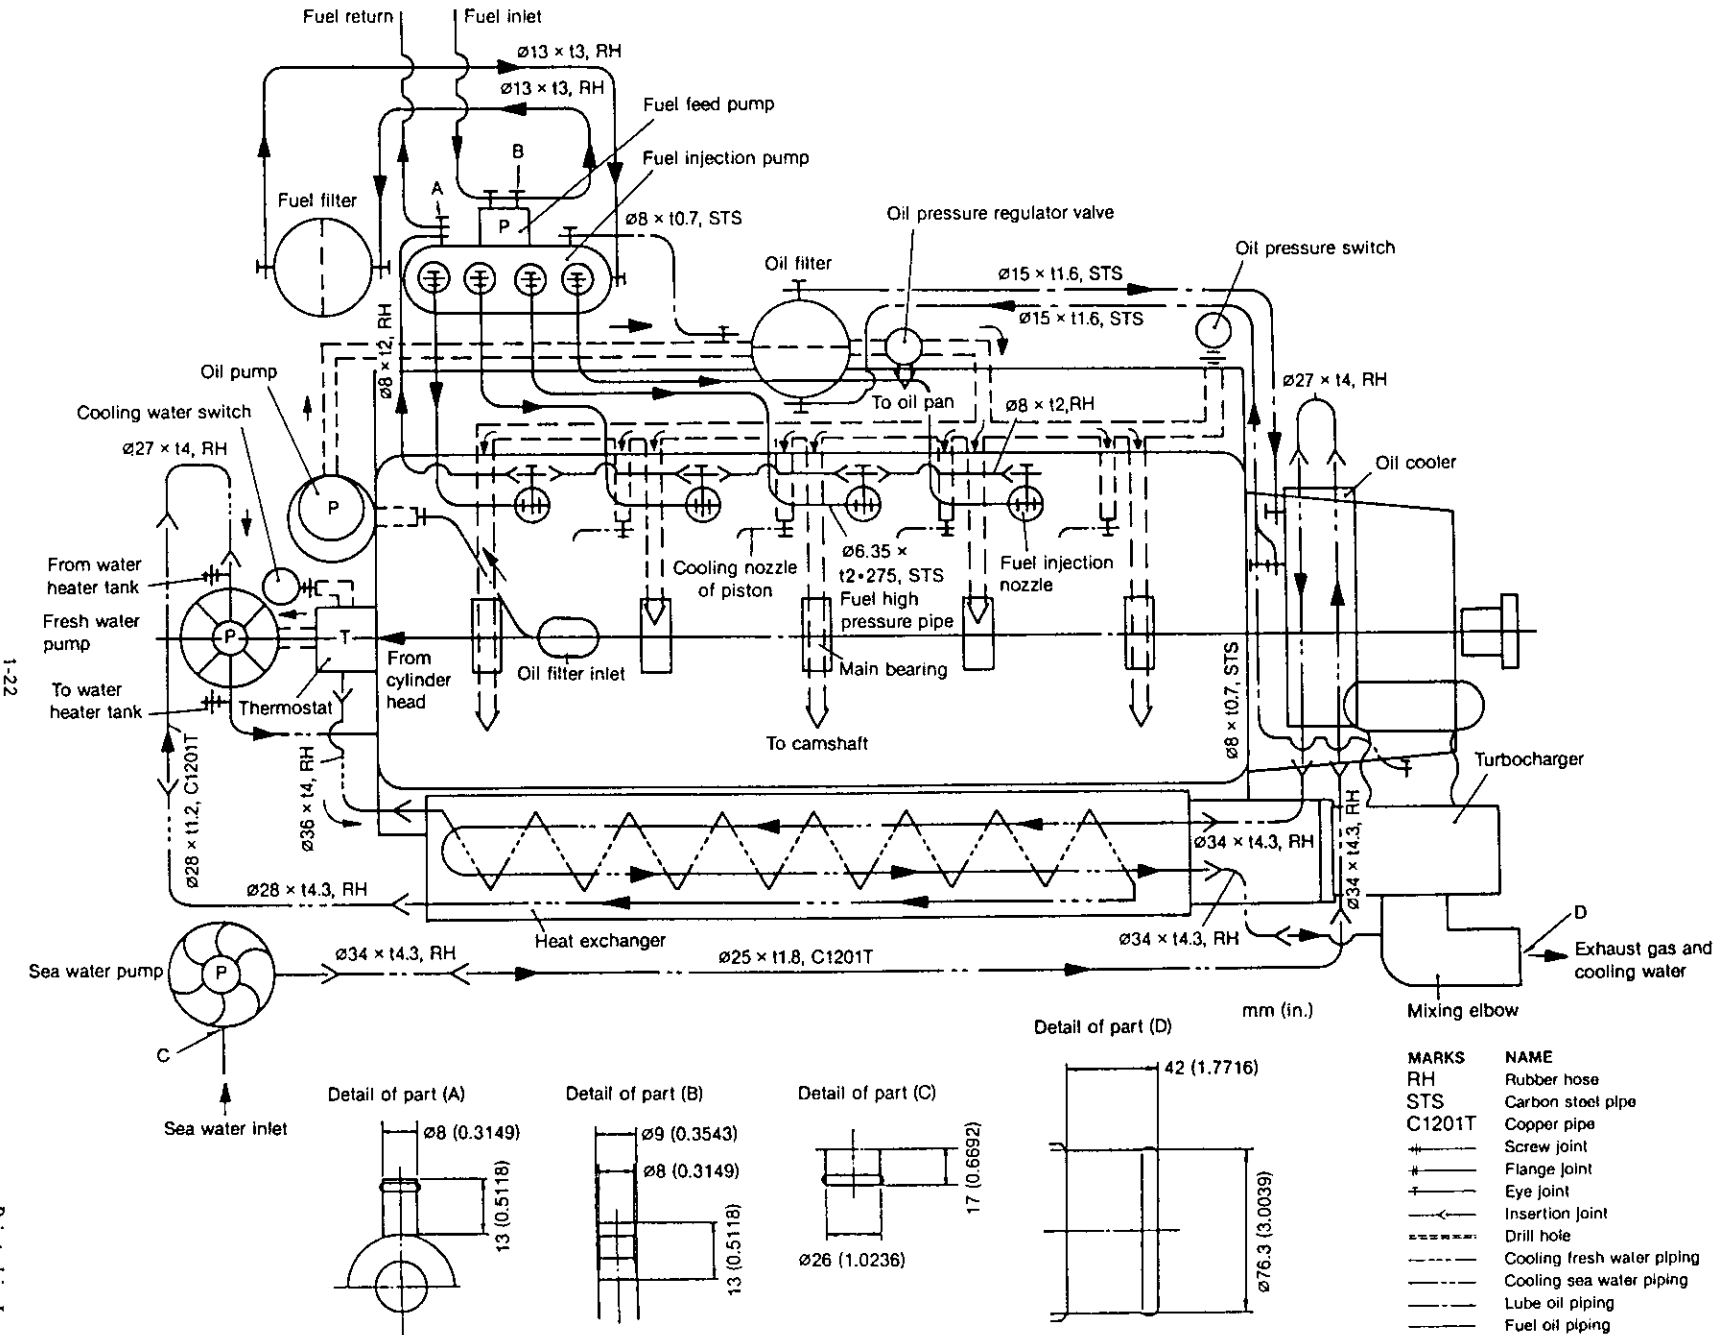 Fuel return
Fuel inlet
ø13 × t3, RH
ø13 × t3, RH
Fuel feed pump
B
Fuel injection pump
A
Fuel filter
P
ø8 × t0.7, STS
Oil pressure regulator valve
Oil pressure switch
Oil filter
ø15 × t1.6, STS
ø15 × t1.6, STS
ø8 × t2, RH
Oil pump
ø27 × t4, RH
Cooling water switch
To oil pan
ø8 × t2,RH
ø27 × t4, RH
Oil cooler
P
From water
heater tank
Cooling nozzle
of piston
ø6.35 ×
t2•275, STS
Fuel high
pressure pipe
Fuel injection
nozzle
Fresh water
pump
P
T
From
cylinder
head
Oil filter inlet
Main bearing
1-22
To water
heater tank
Thermostat
ø8 × t0.7, STS
To camshaft
Turbocharger
ø28 × t1.2, C1201T
ø36 × t4, RH
ø34 × t4.3, RH
ø34 × t4.3, RH
ø28 × t4.3, RH
Heat exchanger
ø34 × t4.3, RH
D
Sea water pump
P
ø34 × t4.3, RH
ø25 × t1.8, C1201T
Exhaust gas and
cooling water
C
mm (in.)
Mixing elbow
Sea water inlet
Detail of part (A)
ø8 (0.3149)
13 (0.5118)
Detail of part (B)
ø9 (0.3543)
ø8 (0.3149)
13 (0.5118)
Detail of part (C)
17 (0.6692)
ø26 (1.0236)
Detail of part (D)
42 (1.7716)
ø76.3 (3.0039)
MARKS NAME
RH Rubber hose
STS Carbon steel pipe
C1201T Copper pipe
Screw joint
Flange joint
Eye joint
Insertion joint
Drill hole
Cooling fresh water piping
Cooling sea water piping
Lube oil piping
Fuel oil piping